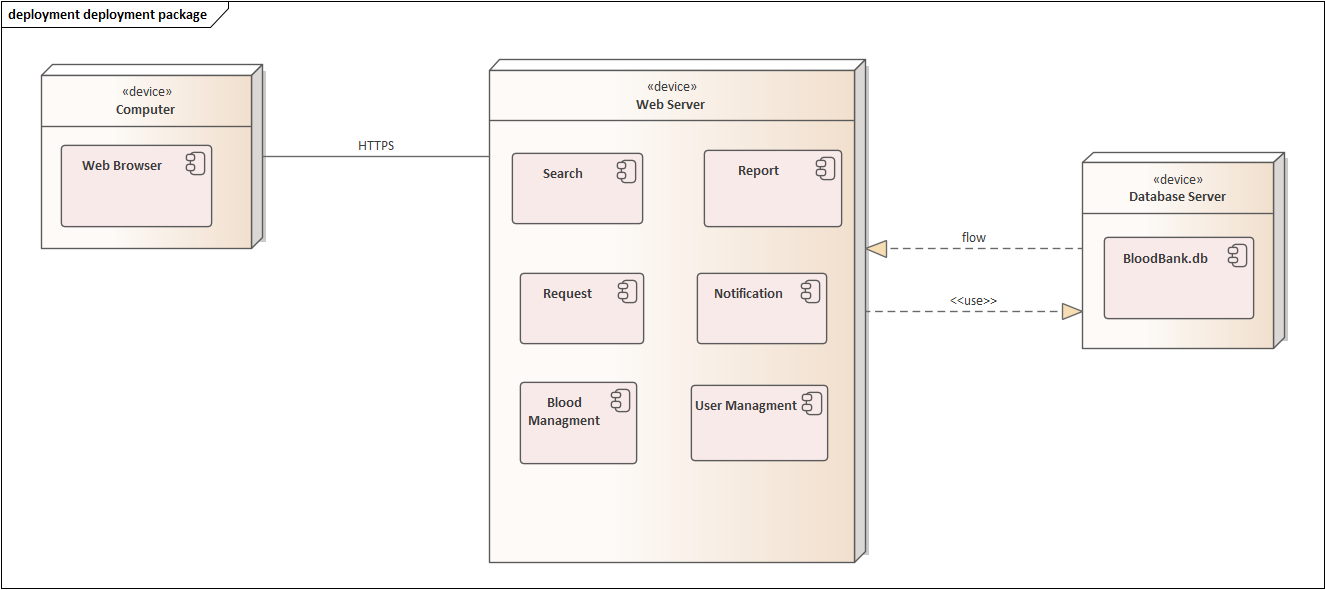 deployment deployment package
«device»
Computer
Web Browser
HTTPS
«device»
Web Server
Search
Report
Request
Notification
Blood
Managment
User Managment
flow
<<use>>
«device»
Database Server
BloodBank.db